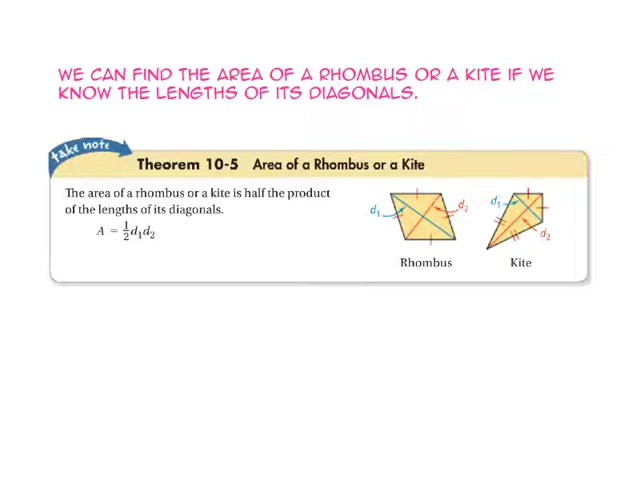 WE CAN FIND THE AREA OF A RHOMBUS OR A KITE IF WE
KNOW THE LENGTHS OF ITS DIAGONALS.
take note
Theorem 10-5 Area of a Rhombus or a Kite
The area of a rhombus or a kite is half the product
of the lengths of its diagonals.
A = 1/2 d₁d₂
d₁
d₂
Rhombus
d₁
d₂
Kite